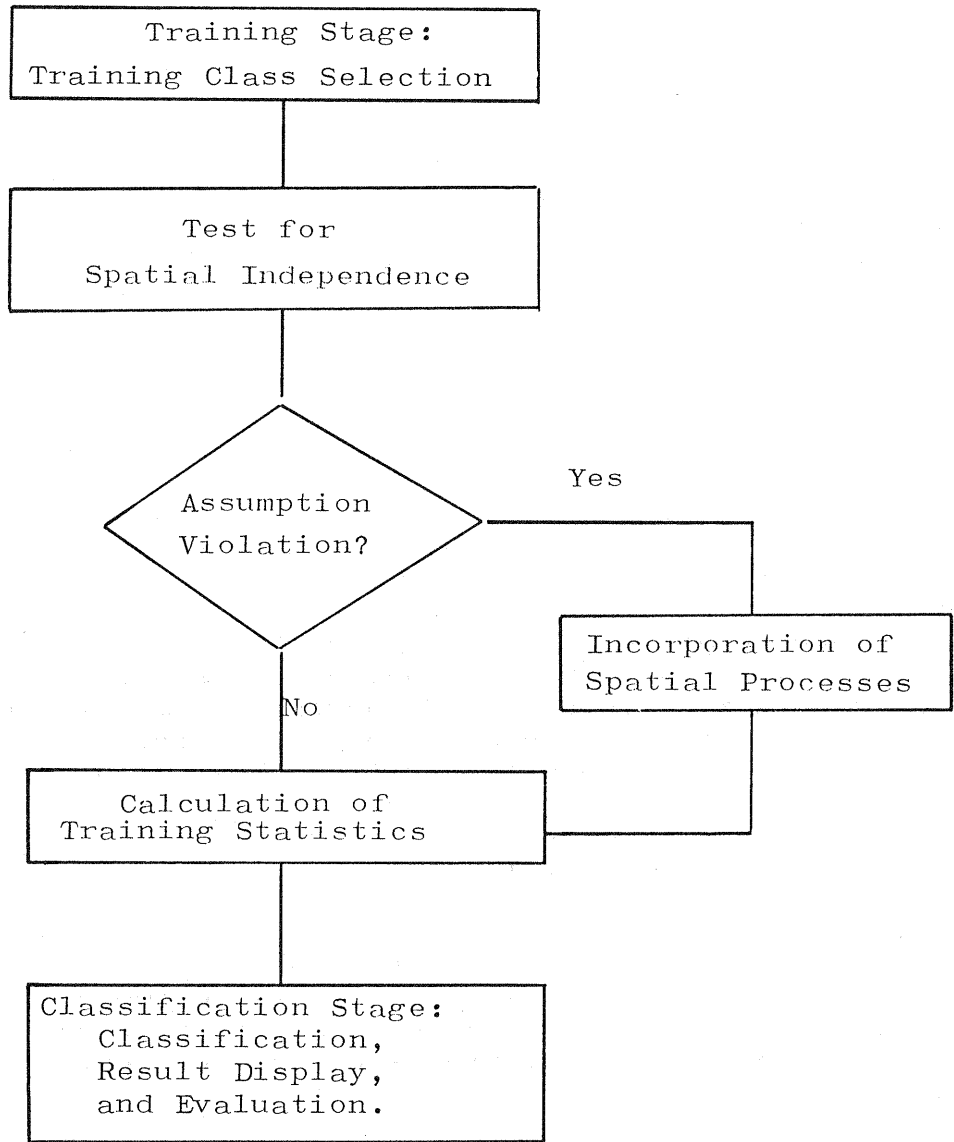 Training Stage:
Training Class Selection
Test for
Spatial Independence
Assumption
Violation?
Yes
Incorporation of
Spatial Processes
No
Calculation of
Training Statistics
Classification Stage:
Classification,
Result Display,
and Evaluation.